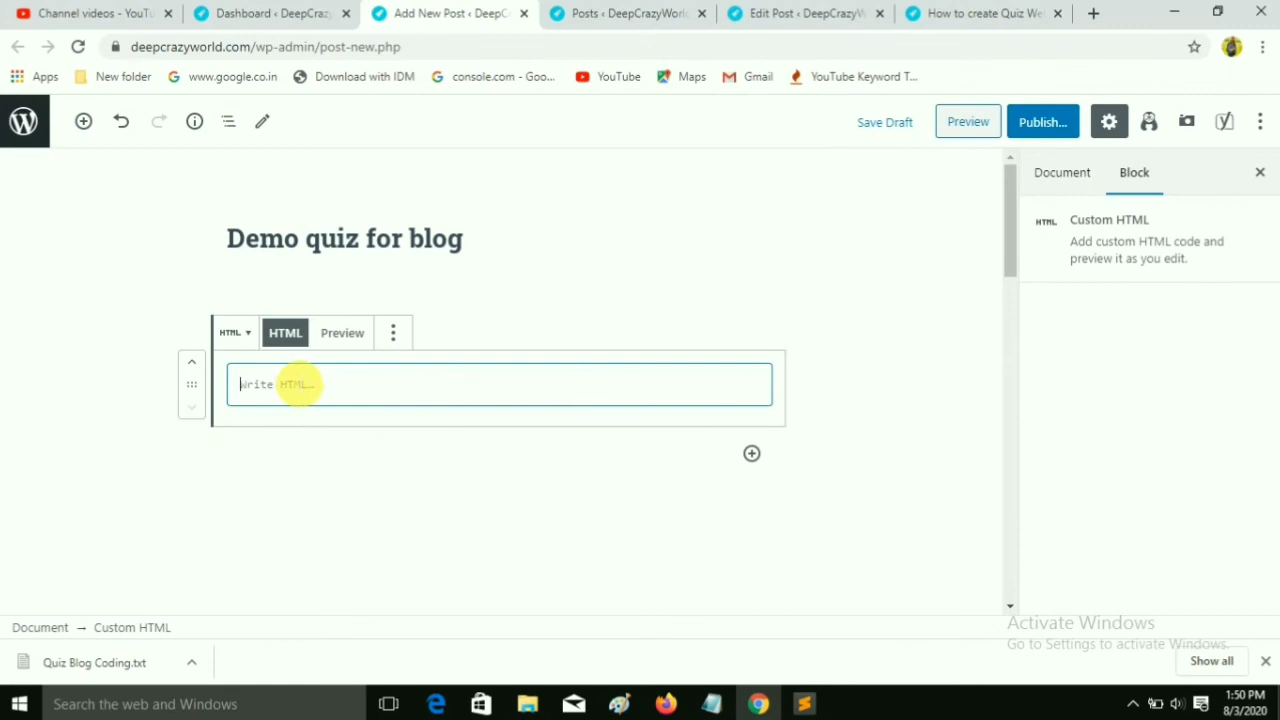 Channel videos - YouTu
Dashboard ‹ DeepCrazy
Add New Post ‹ DeepC
Posts ‹ DeepCrazyWorl
Edit Post ‹ DeepCrazyW
How to create Quiz We
deepcrazyworld.com/wp-admin/post-new.php
Apps
New folder
www.google.co.in
Download with IDM
console.com - Goo...
YouTube
Maps
Gmail
YouTube Keyword T...
Save Draft
Preview
Publish...
Document
Block
HTML
Custom HTML
Add custom HTML code and
preview it as you edit.
Demo quiz for blog
HTML
HTML
Preview
Write HTML...
Document → Custom HTML
Activate Windows
Go to Settings to activate Windows.
Quiz Blog Coding.txt
Show all
Search the web and Windows
1:50 PM
8/3/2020